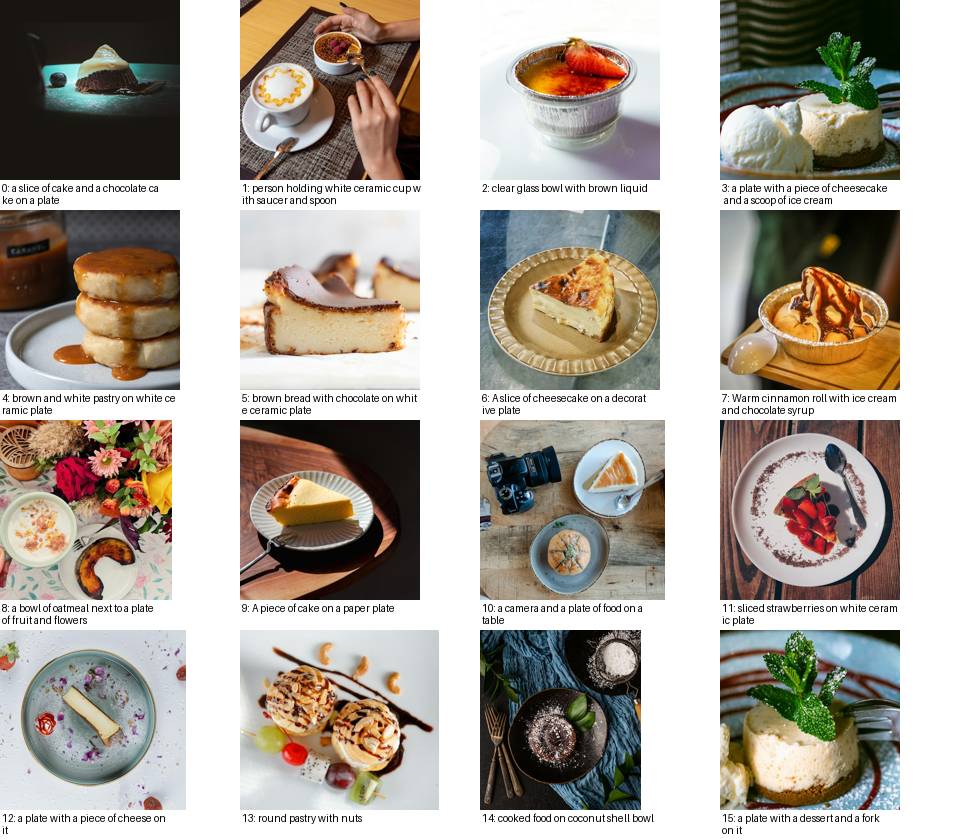 0: a slice of cake and a chocolate ca
ke on a plate
1: person holding white ceramic cup w
ith saucer and spoon
2: clear glass bowl with brown liquid
3: a plate with a piece of cheesecake
and a scoop of ice cream
CARAMEL
4: brown and white pastry on white ce
ramic plate
5: brown bread with chocolate on whit
e ceramic plate
6: A slice of cheesecake on a decorat
ive plate
7: Warm cinnamon roll with ice cream
and chocolate syrup
8: a bowl of oatmeal next to a plate
of fruit and flowers
9: A piece of cake on a paper plate
10: a camera and a plate of food on a
table
11: sliced strawberries on white ceram
ic plate
12: a plate with a piece of cheese on
it
13: round pastry with nuts
14: cooked food on coconut shell bowl
15: a plate with a dessert and a fork
on it